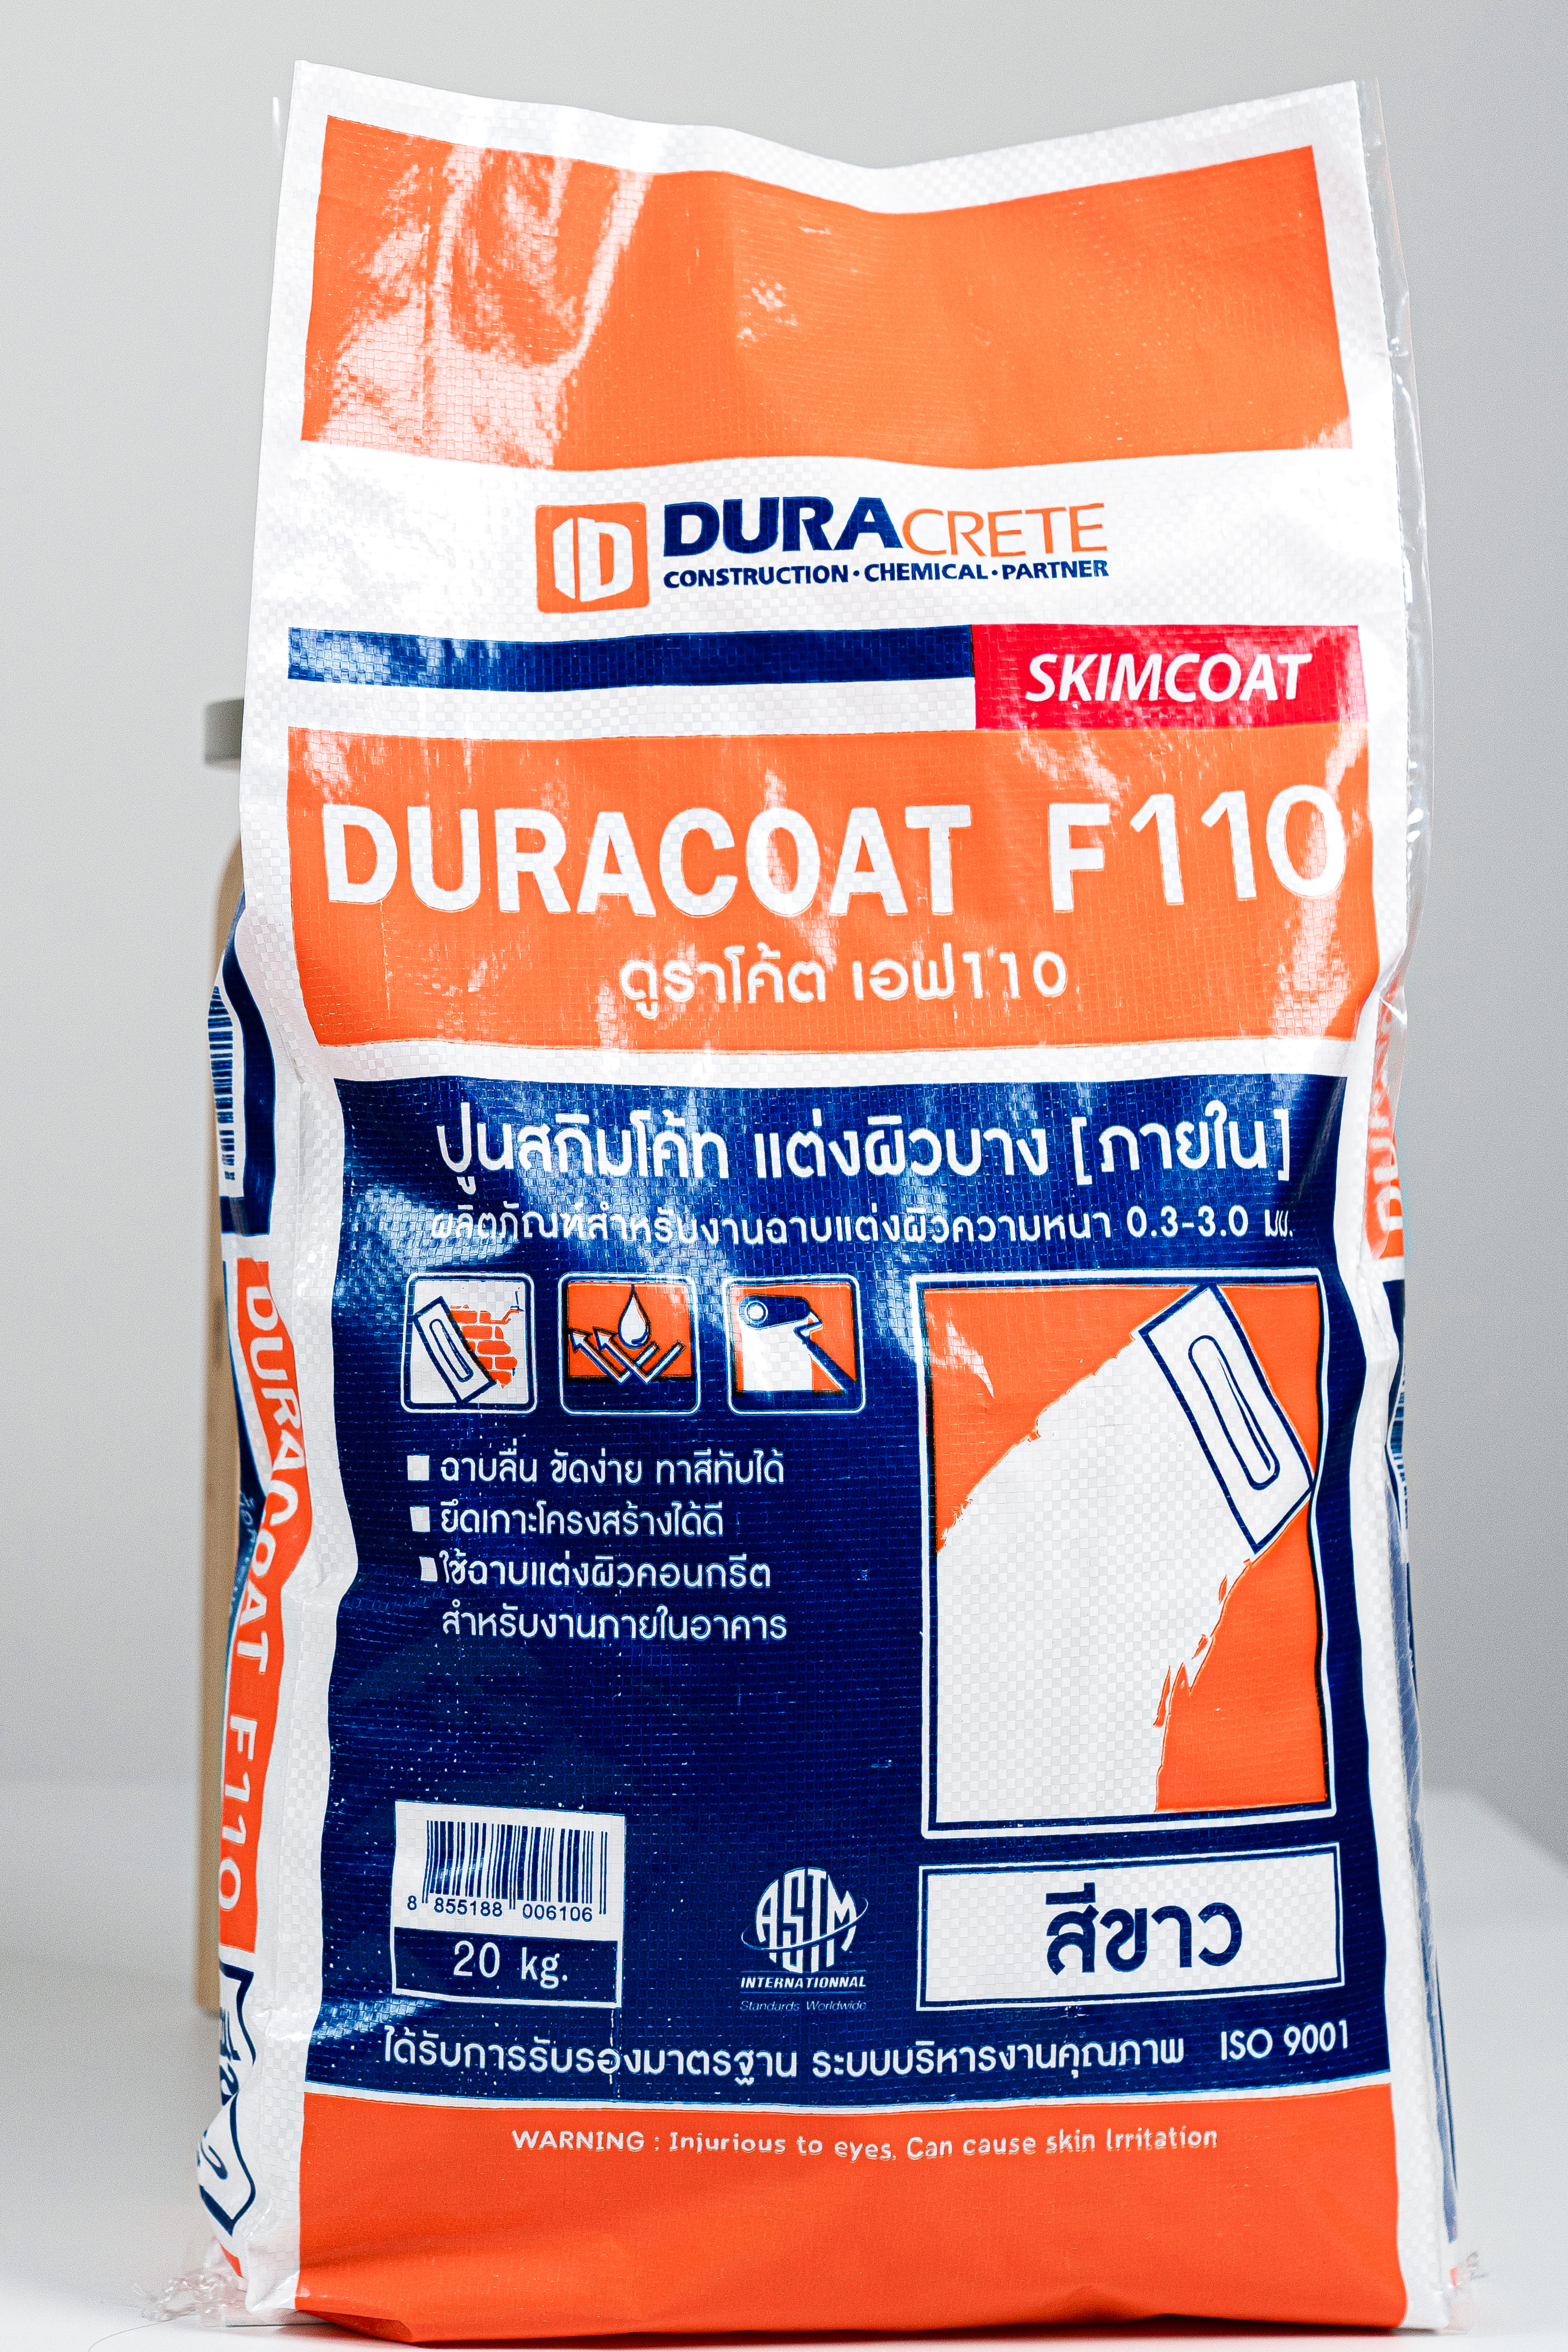 DURACRETE
CONSTRUCTION · CHEMICAL · PARTNER
SKIMCOAT
DURACOAT F110
ดูราโค้ต เอฟ110
ปูนสกิมโค้ท แต่งผิวบาง [ภายใน]
ผลิตภัณฑ์สำหรับงานฉาบแต่งผิวความหนา 0.3-3.0 มม.
ฉาบลื่น ขัดง่าย ทาสีทับได้
ยึดเกาะโครงสร้างได้ดี
ใช้ฉาบแต่งผิวคอนกรีต
สำหรับงานภายในอาคาร
8 855188 006106
20 kg.
ASTM
INTERNATIONNAL
Standards Worldwide
สีขาว
ได้รับการรับรองมาตรฐาน ระบบบริหารงานคุณภาพ ISO 9001
WARNING : Injurious to eyes, Can cause skin Irritation
DURACOAT F110